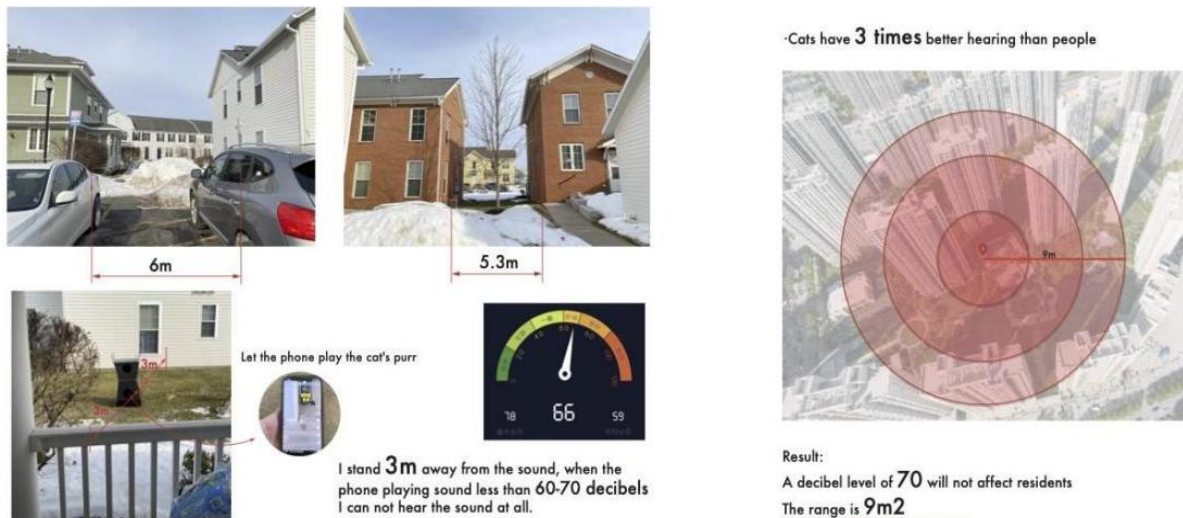 6m
5.3m
3m
3m
Let the phone play the cat's purr
60
78
66
59
I stand 3m away from the sound, when the
phone playing sound less than 60-70 decibels
I can not hear the sound at all.
·Cats have 3 times better hearing than people
9m
Result:
A decibel level of 70 will not affect residents
The range is 9m2